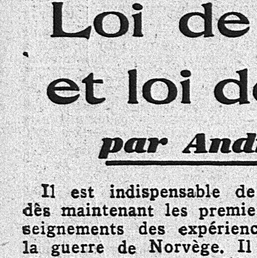 Loi de
et loi d
par And
Il est indispensable de
dès maintenant les premie
seignements des expérienc
la guerre de Norvège. Il